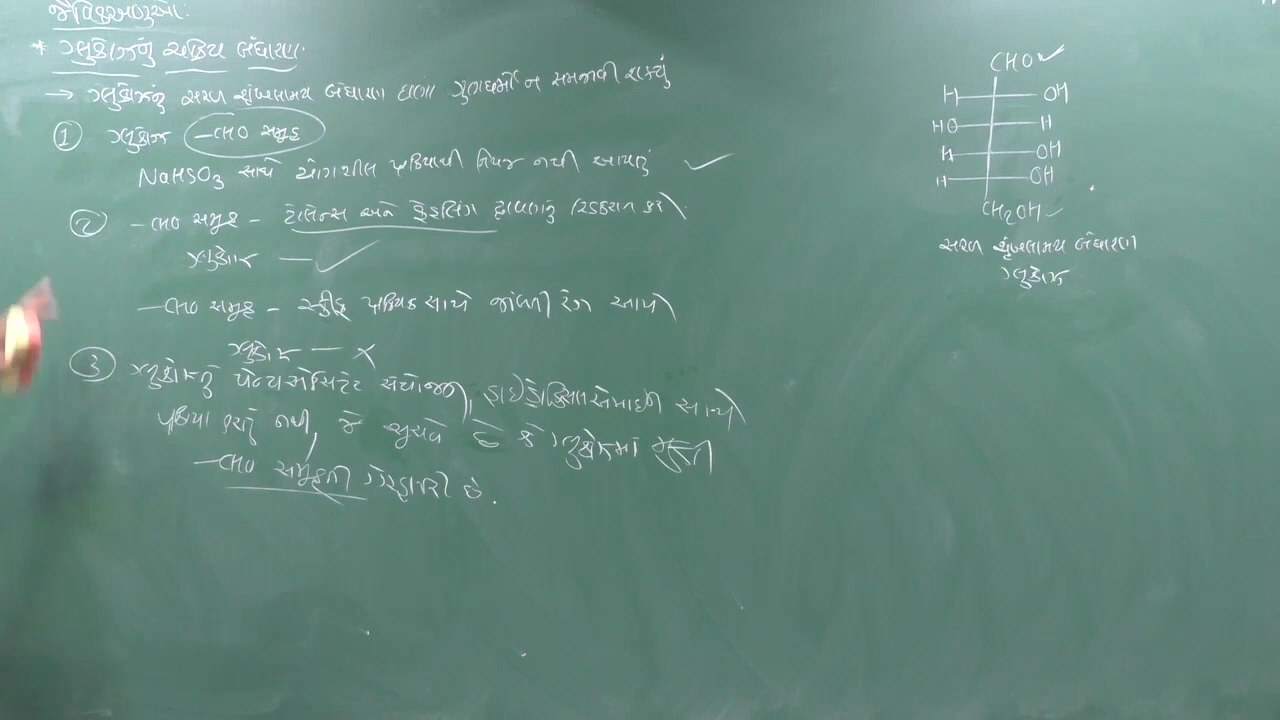 જૈવિકઅણુઓ:
* ગ્લુકોઝનું ચક્રિય બંધારણ:
→ ગ્લુકોઝનું સરળ શૃંખલામય બંધારણ ઘણા ગુણધર્મો ન સમજાવી શક્યું
① ગ્લુકોઝ -CHO સમૂહ
NaHSO3 સાથે યોગશીલ પ્રક્રિયાથી નિપજ નથી આપતું ✓
② -CHO સમૂહ - ટોલેન્સ અને ફેહલિંગ દ્રાવણનું રિડક્શન કરે
ગ્લુકોઝ — ✓
-CHO સમૂહ - સ્કીફ પ્રક્રિયક સાથે જાંબલી રંગ આપે
ગ્લુકોઝ — ×
③ ગ્લુકોઝનું પેન્ટાએસિટેટ સંયોજન, હાઇડ્રોક્સિલએમાઇન સાથે
પ્રક્રિયા કરતું નથી, જે સુચવે છે કે ગ્લુકોઝમાં મુક્ત
-CHO સમૂહની ગેરહાજરી છે.
CHO ✓
H OH
HO H
H OH
H OH
CH2OH ✓
સરળ શૃંખલામય બંધારણ
ગ્લુકોઝ